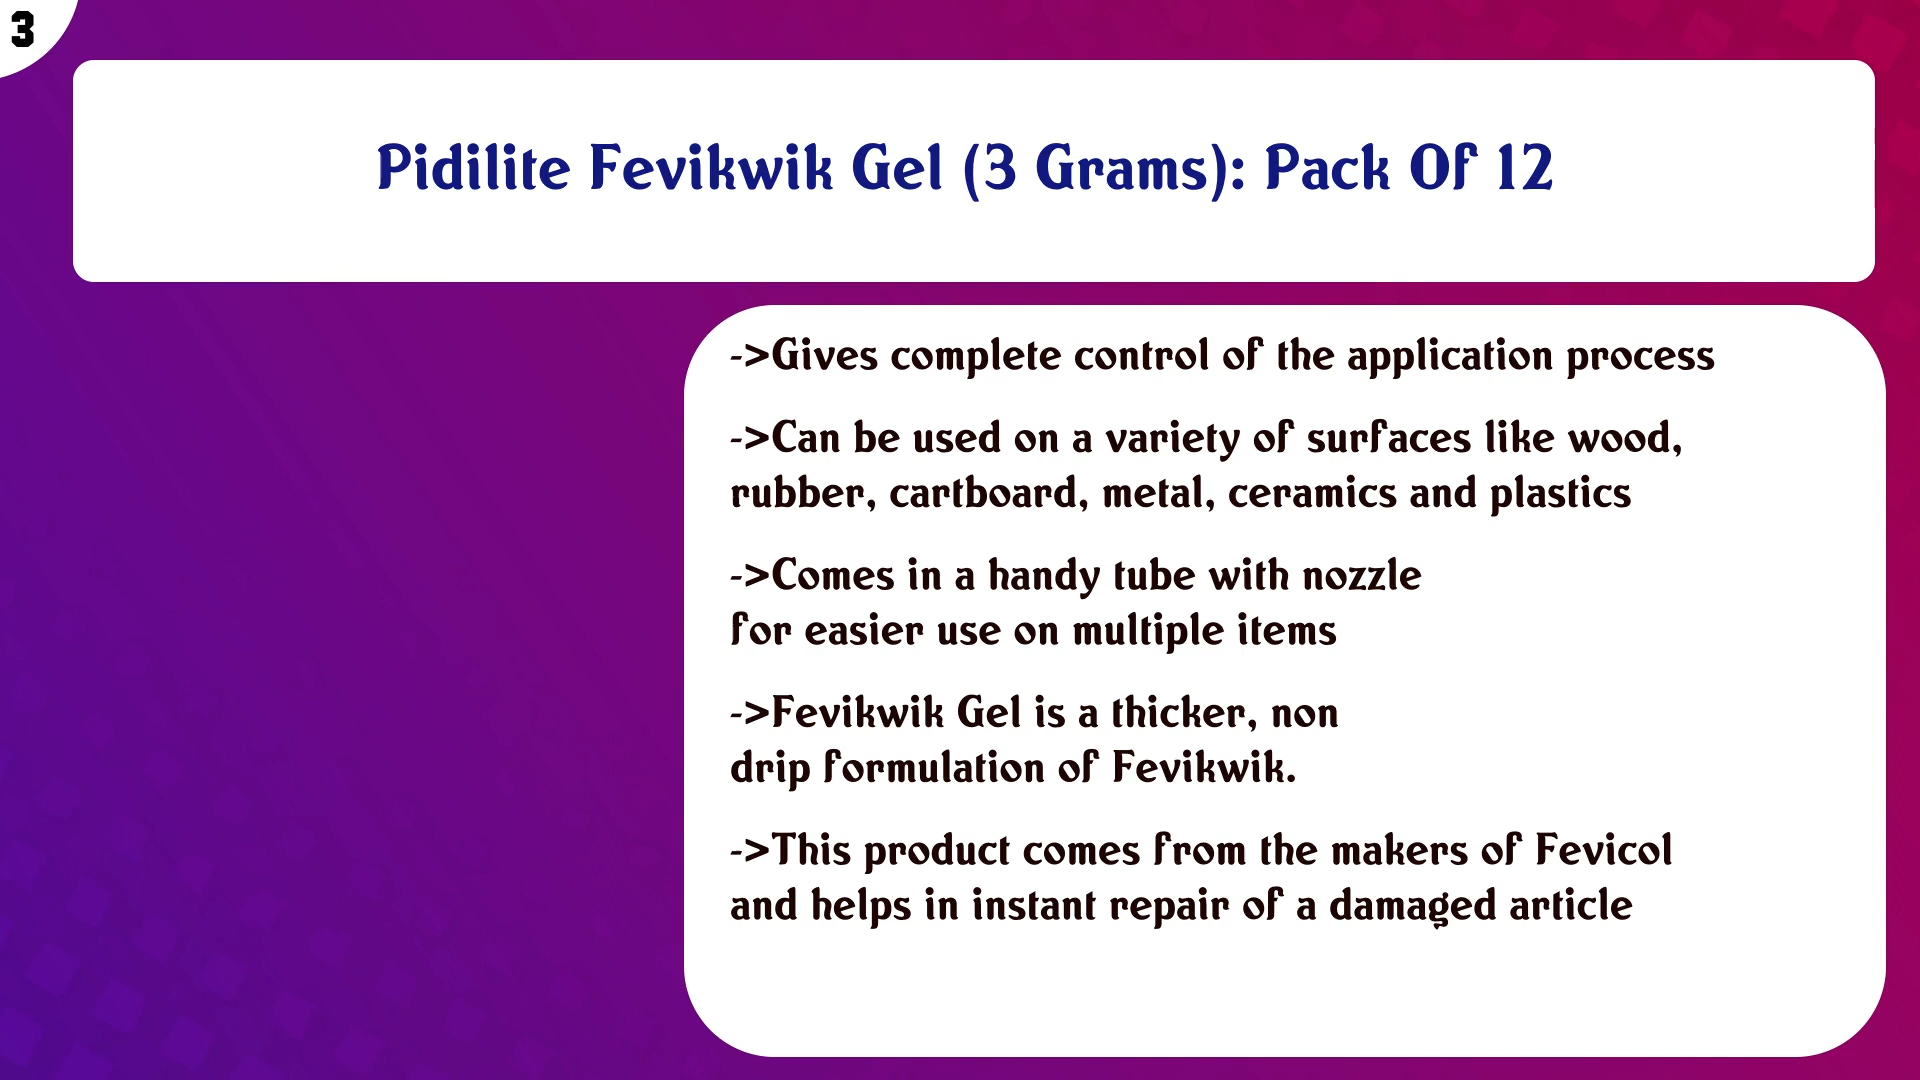 3
Pidilite Fevikwik Gel (3 Grams): Pack Of 12
->Gives complete control of the application process
->Can be used on a variety of surfaces like wood,
rubber, cartboard, metal, ceramics and plastics
->Comes in a handy tube with nozzle
for easier use on multiple items
->Fevikwik Gel is a thicker, non
drip formulation of Fevikwik.
->This product comes from the makers of Fevicol
and helps in instant repair of a damaged article